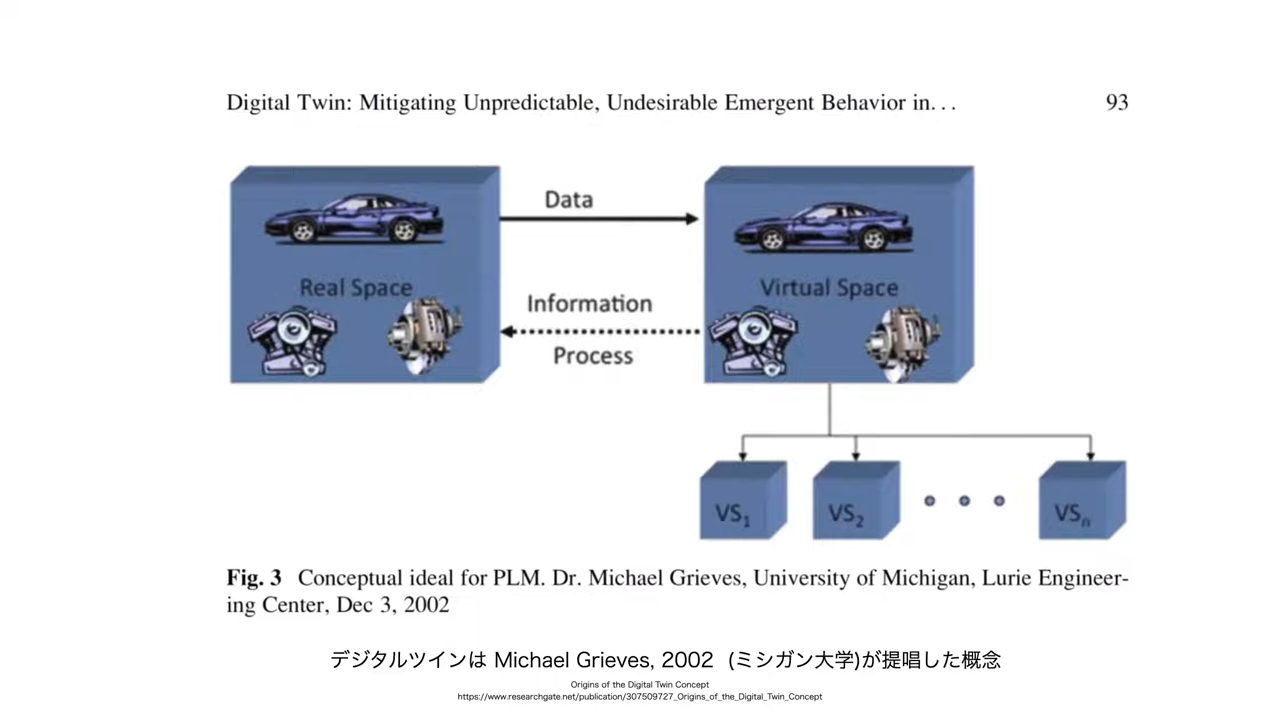 Digital Twin: Mitigating Unpredictable, Undesirable Emergent Behavior in... 93
Data
Real Space
Virtual Space
Information
Process
VS1
VS2
VSn
Fig. 3 Conceptual ideal for PLM. Dr. Michael Grieves, University of Michigan, Lurie Engineer-
ing Center, Dec 3, 2002
デジタルツインは Michael Grieves, 2002 (ミシガン大学)が提唱した概念
Origins of the Digital Twin Concept
https://www.researchgate.net/publication/307509727_Origins_of_the_Digital_Twin_Concept